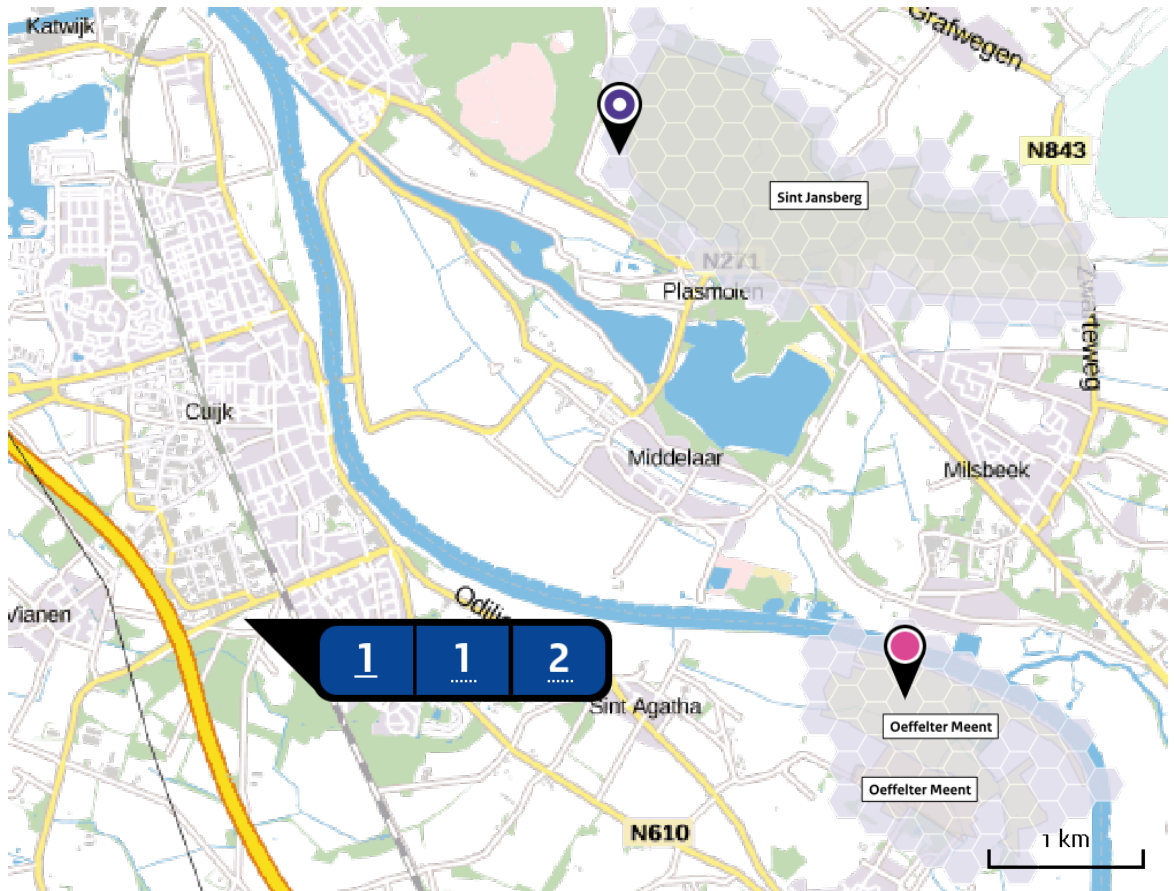 Katwijk
Grafwegen
N843
Sint Jansberg
N271
Plasmolen
Zwarteweg
Cuijk
Middelaar
Milsbeek
Vianen
1
1
2
Sint Agatha
Oeffelter Meent
Oeffelter Meent
N610
1 km